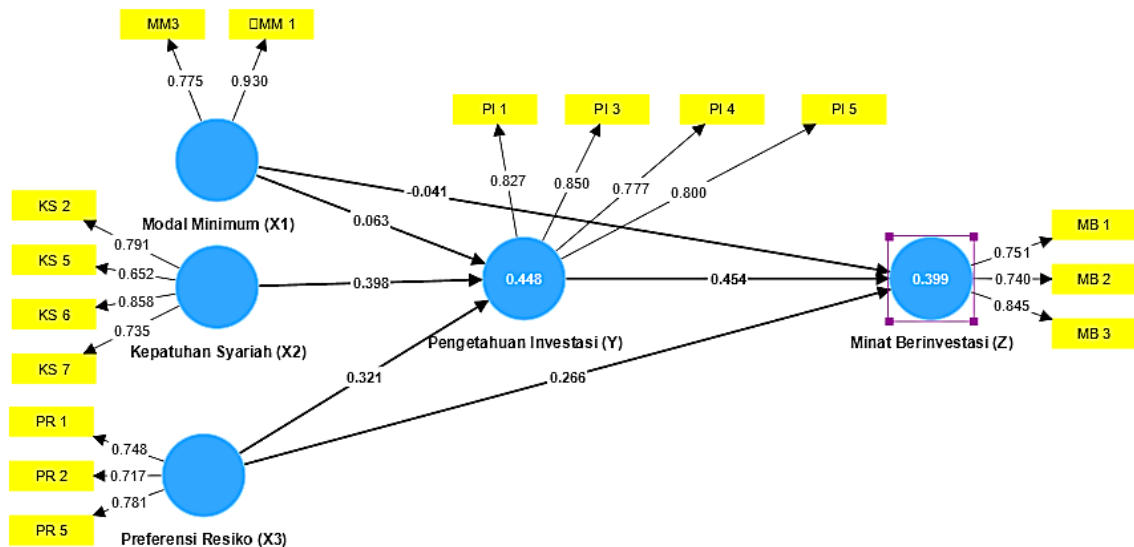 MM3
▯MM 1
0.775
0.930
Modal Minimum (X1)
PI 1
PI 3
PI 4
PI 5
0.827
0.850
0.777
0.800
-0.041
0.063
KS 2
KS 5
KS 6
KS 7
0.791
0.652
0.858
0.735
Kepatuhan Syariah (X2)
0.398
0.448
Pengetahuan Investasi (Y)
0.454
0.399
Minat Berinvestasi (Z)
0.751
0.740
0.845
MB 1
MB 2
MB 3
0.321
0.266
PR 1
PR 2
PR 5
0.748
0.717
0.781
Preferensi Resiko (X3)